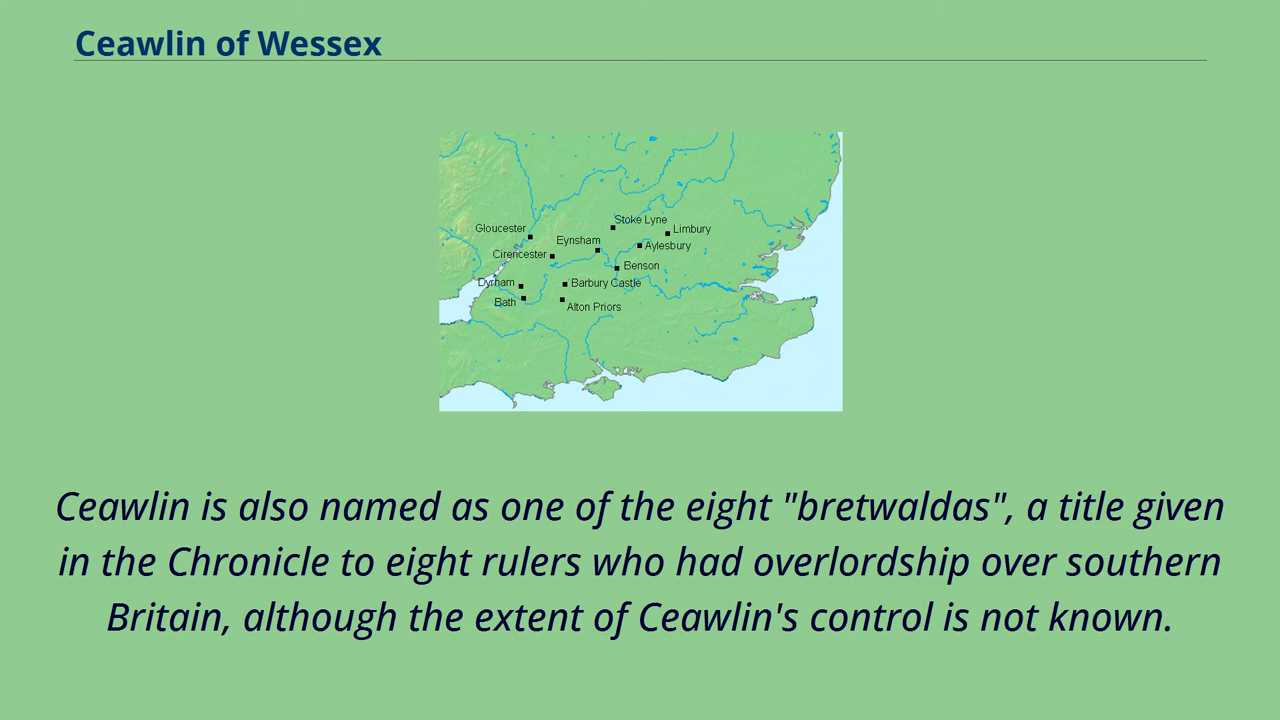 Ceawlin of Wessex
Stoke Lyne
Gloucester
Limbury
Eynsham
Aylesbury
Cirencester
Benson
Dyrham
Barbury Castle
Bath
Alton Priors
Ceawlin is also named as one of the eight "bretwaldas", a title given
in the Chronicle to eight rulers who had overlordship over southern
Britain, although the extent of Ceawlin's control is not known.